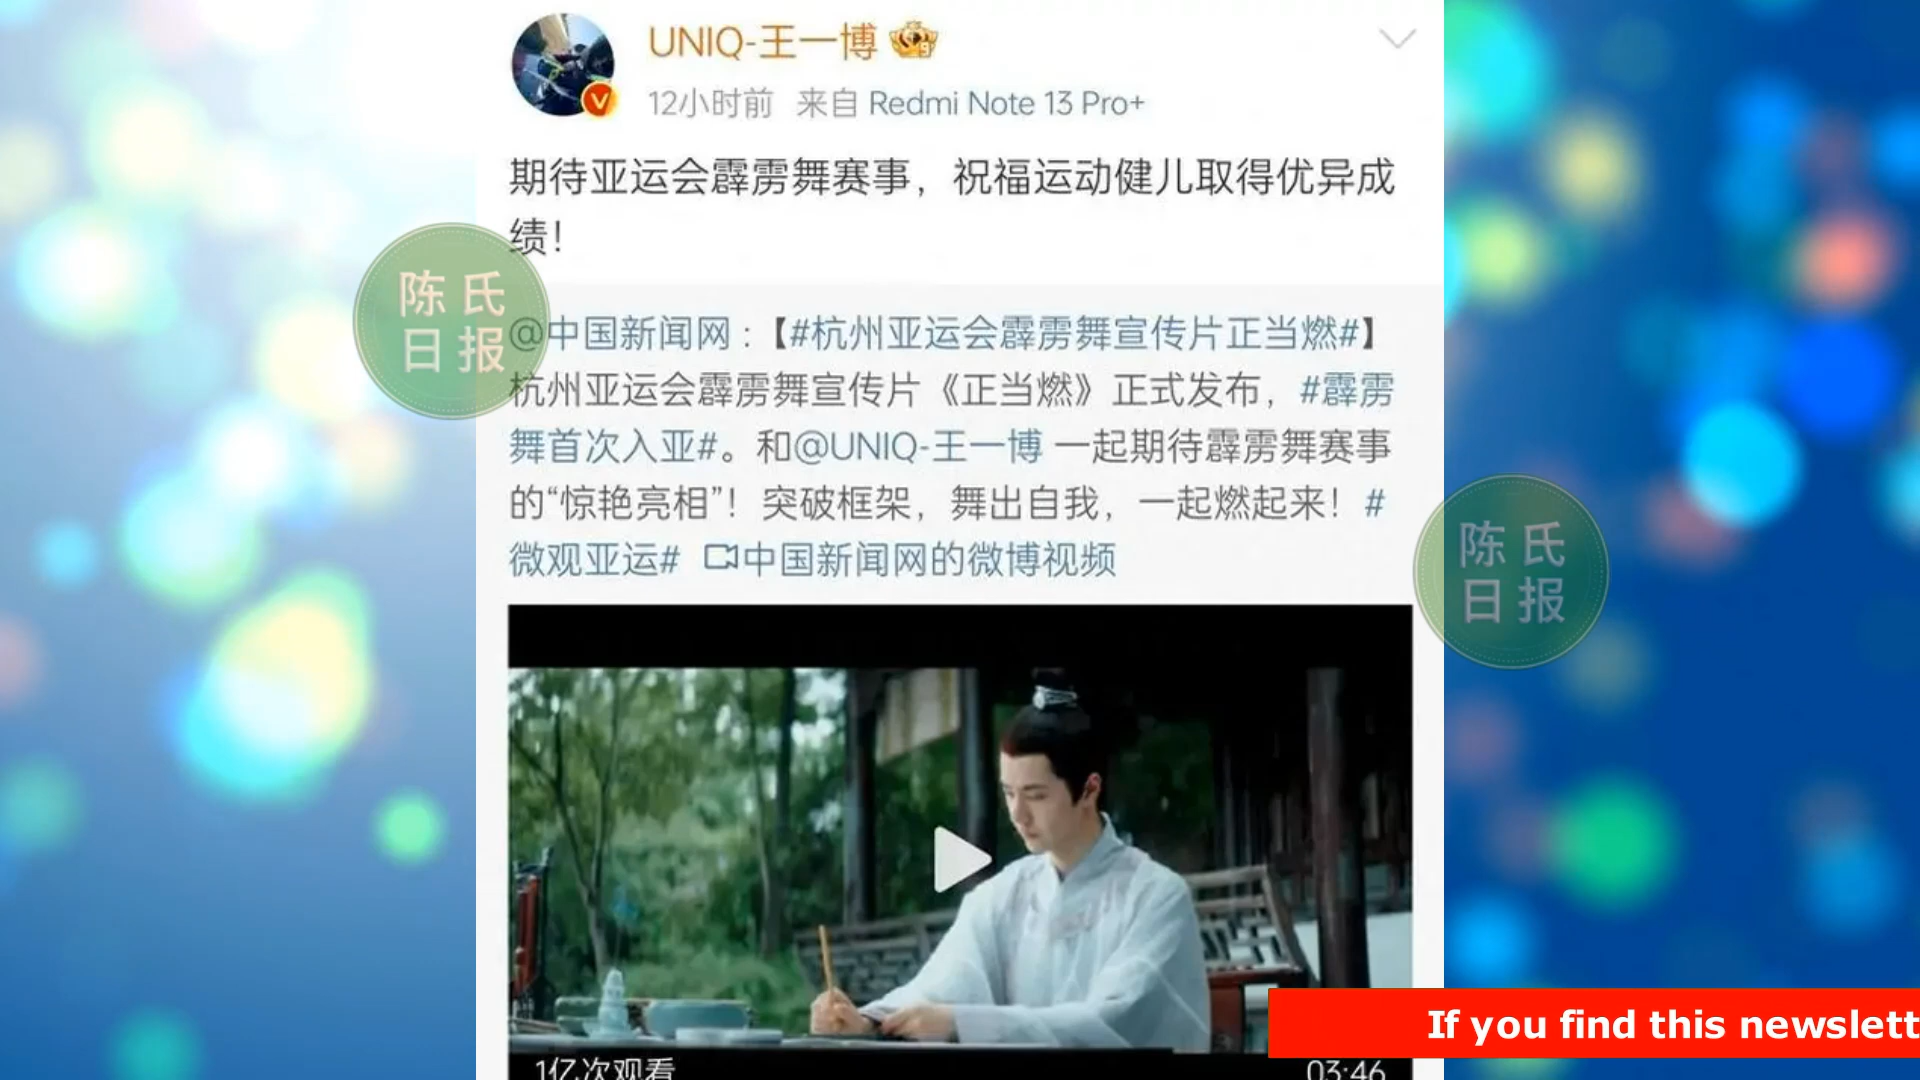 UNIQ-王一博
12小时前 来自 Redmi Note 13 Pro+
期待亚运会霹雳舞赛事，祝福运动健儿取得优异成
绩！
@中国新闻网：【#杭州亚运会霹雳舞宣传片正当燃#】
杭州亚运会霹雳舞宣传片《正当燃》正式发布，#霹雳
舞首次入亚#。和@UNIQ-王一博 一起期待霹雳舞赛事
的“惊艳亮相”！突破框架，舞出自我，一起燃起来！#
微观亚运# 中国新闻网的微博视频
陈氏
日报
陈氏
日报
1亿次观看
03:46
If you find this newslett